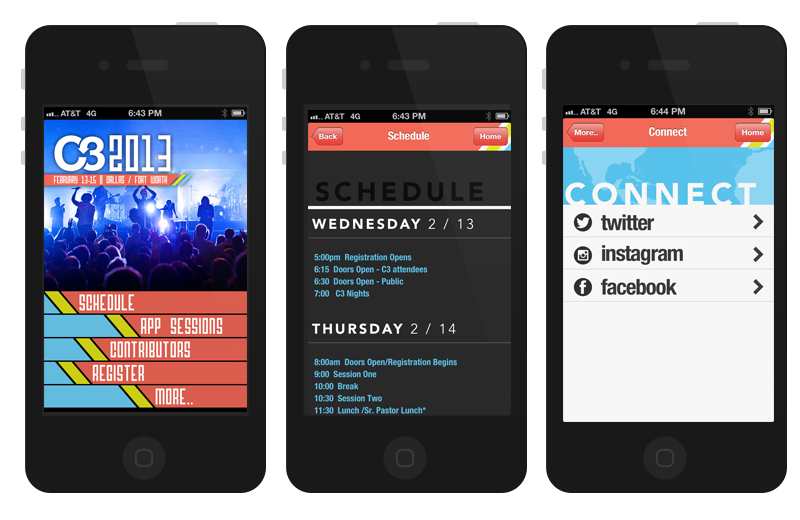 AT&T 4G 6:43 PM
C3 2013
FEBRUARY 13-15 || DALLAS / FORT WORTH
SCHEDULE
APP SESSIONS
CONTRIBUTORS
REGISTER
MORE..
AT&T 4G 6:43 PM
Back Schedule Home
SCHEDULE
WEDNESDAY 2 / 13
5:00pm Registration Opens
6:15 Doors Open - C3 attendees
6:30 Doors Open - Public
7:00 C3 Nights
THURSDAY 2 / 14
8:00am Doors Open/Registration Begins
9:00 Session One
10:00 Break
10:30 Session Two
11:30 Lunch /Sr. Pastor Lunch*
AT&T 4G 6:44 PM
More.. Connect Home
CONNECT
twitter
instagram
facebook